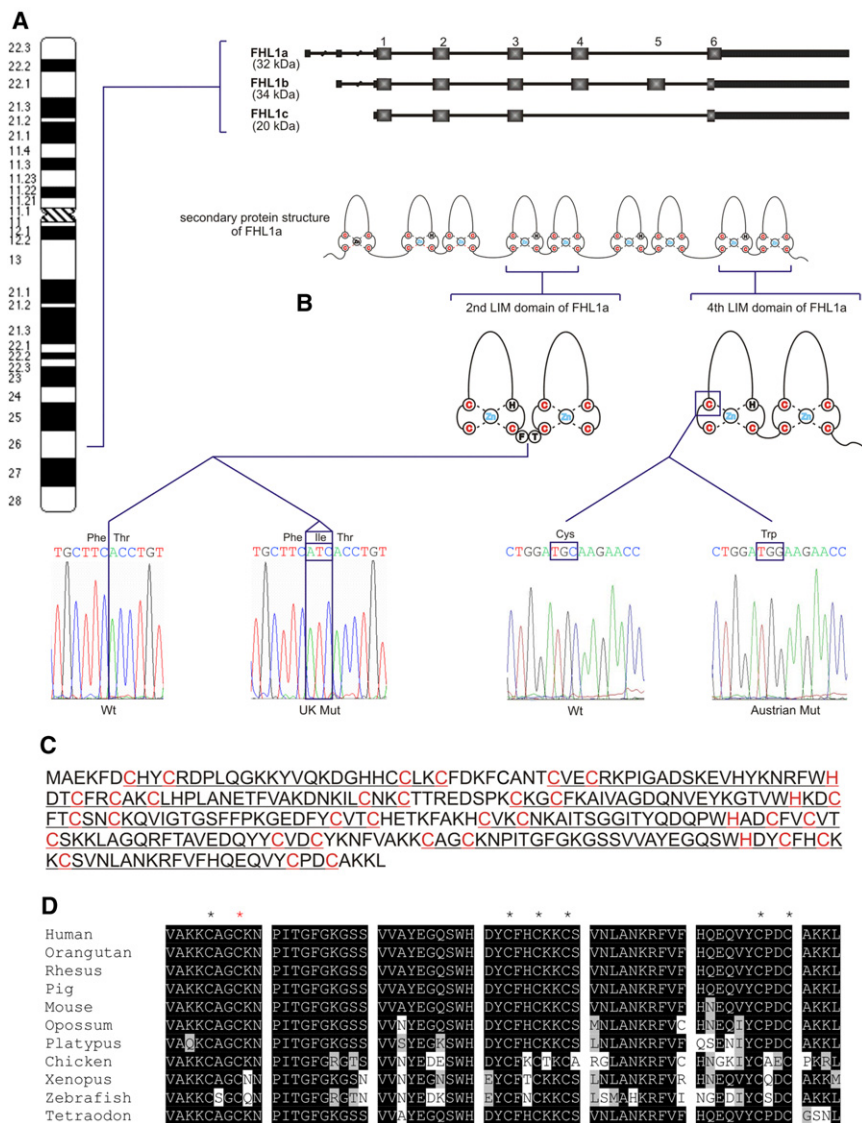 A
22.3
22.2
22.1
21.3
21.2
21.1
11.4
11.3
11.23
11.22
11.21
11.1
11
12.1
12.2
13
21.1
21.2
21.3
22.1
22.2
22.3
23
24
25
26
27
28
1 2 3 4 5 6
FHL1a
(32 kDa)
FHL1b
(34 kDa)
FHL1c
(20 kDa)
secondary protein structure
of FHL1a
B
2nd LIM domain of FHL1a
4th LIM domain of FHL1a
C H C C
Zn Zn
C C C C
F T
C H C C
Zn Zn
C C C C
Phe Thr
TGCTTCACCTGT
Wt
Phe Ile Thr
TGCTTCATCACCTGT
UK Mut
Cys
CTGGATGCAAGAACC
Wt
Trp
CTGGATGGAAGAACC
Austrian Mut
C
MAEKFDCHYCRDPLQGKKYVQKDGHHCCLKCFDKFCANTCVECRKPIGADSKEVHYKNRFWH
DTCFRCAKCLHPLANETFVAKDNKILCNKCTTREDSPKCKGCFKAIVAGDQNVEYKGTVWHKDC
FTCSNCKQVIGTGSFFPKGEDFYCVTCHETKFAKHCVKCNKAITSGGITYQDQPWHADCFVCVT
CSKKLAGQRFTAVEDQYYCVDCYKNFVAKKCAGCKNPITGFGKGSSVVAYEGQSWHDYCFHCK
KCSVNLANKRFVFHQEQVYCPDCAKKL
D
* * * * * * *
Human VAKKCAGCKN PITGFGKGSS VVAYEGQSWH DYCFHCKKCS VNLANKRFVF HQEQVYCPDC AKKL
Orangutan VAKKCAGCKN PITGFGKGSS VVAYEGQSWH DYCFHCKKCS VNLANKRFVF HQEQVYCPDC AKKL
Rhesus VAKKCAGCKN PITGFGKGSS VVAYEGQSWH DYCFHCKKCS VNLANKRFVF HQEQVYCPDC AKKL
Pig VAKKCAGCKN PITGFGKGSS VVAYEGQSWH DYCFHCKKCS VNLANKRFVF HQEQVYCPDC AKKL
Mouse VAKKCAGCKN PITGFGKGSS VVAYEGQSWH DYCFHCKKCS VNLANKRFVF HNEQVYCPDC AKKL
Opossum VAKKCAGCKN PITGFGKGSS VVNYEGQSWH DYCFHCKKCS MNLANKRFVC HNEQIYCPDC AKKL
Platypus VAQKCAGCKN PITGFGKGSS VVSYEGKSWH DYCFHCKKCS LNLANKRFVF QSENIYCPDC AKKL
Chicken VAKKCAGCKN PITGFGRGTS VVNYEDESWH DYCFKCTKCA RGLANKRFVC HNGKIYCAEC PKRL
Xenopus VAKKCAGCNN PITGFGKGSN VVNYEGQSWH EYCFTCKKCS LNLANKRFVR HNEQVYCQDC AKKM
Zebrafish VAKKCSGCQN PITGFGRGTN VVNYEDKSWH EYCFNCKKCS LSMAHKRFVI NGEDIYCSDC AKKL
Tetraodon VAKKCAGCKN PITGFGKGSS VVAYEGQSWH DYCFHCKKCS VNLANKRFVF HQEQVYCPDC GSNL